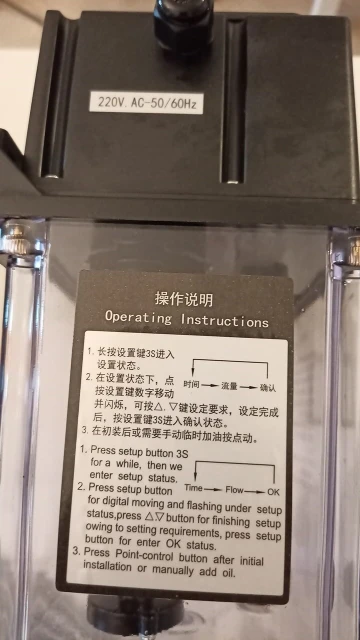 220V. AC-50/60Hz
操作说明
Operating Instructions
1. 长按设置键3S进入
设置状态。
2. 在设置状态下，点
时间 流量 确认
按设置键数字移动
并闪烁，可按△.▽键设定要求，设定完成
后，按设置键3S进入确认状态。
3. 在初装后或需要手动临时加油按点动。
1. Press setup button 3S
for a while, then we
enter setup status.
2. Press setup button
Time Flow OK
for digital moving and flashing under setup
status,press △▽button for finishing setup
owing to setting requirements, press setup
button for enter OK status.
3. Press Point-control button after initial
installation or manually add oil.